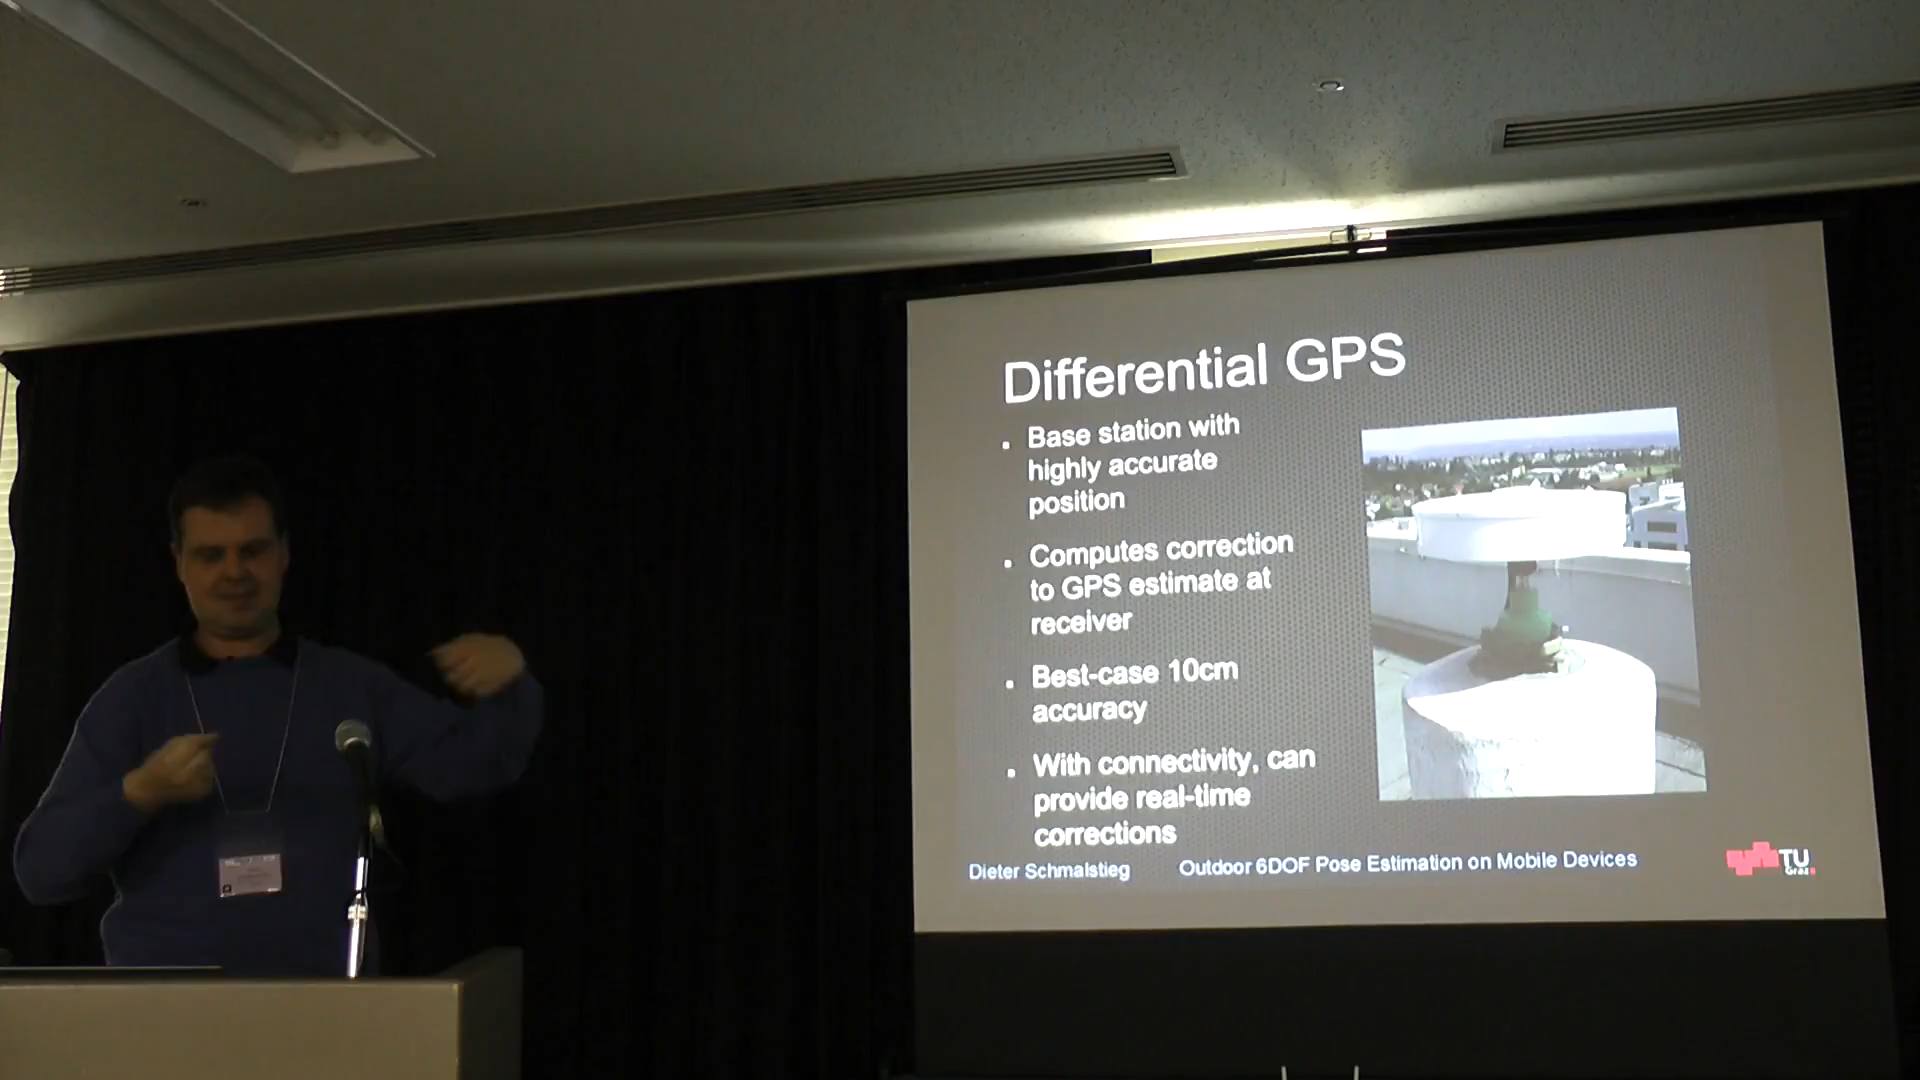 Differential GPS
Base station with
highly accurate
position
Computes correction
to GPS estimate at
receiver
Best-case 10cm
accuracy
With connectivity, can
provide real-time
corrections
Dieter Schmalstieg Outdoor 6DOF Pose Estimation on Mobile Devices
TU
Graz